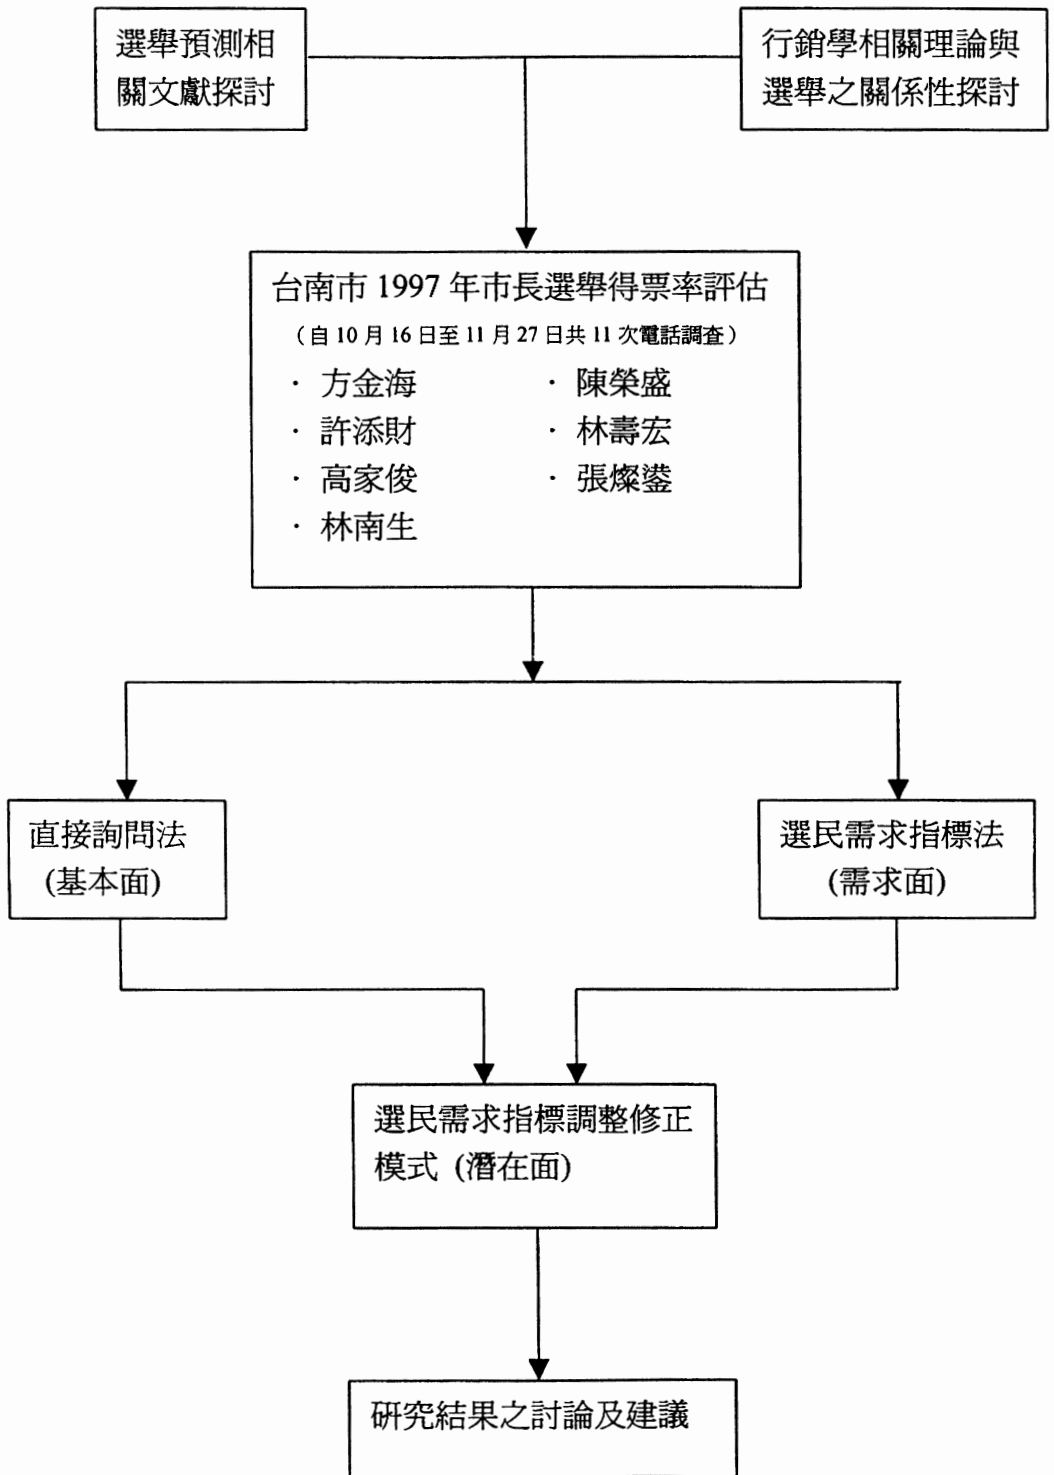 選舉預測相
關文獻探討
行銷學相關理論與
選舉之關係性探討
台南市 1997 年市長選舉得票率評估
（自 10 月 16 日至 11 月 27 日共 11 次電話調查）
· 方金海
· 陳榮盛
· 許添財
· 林壽宏
· 高家俊
· 張燦鍙
· 林南生
直接詢問法
(基本面)
選民需求指標法
(需求面)
選民需求指標調整修正
模式 (潛在面)
研究結果之討論及建議